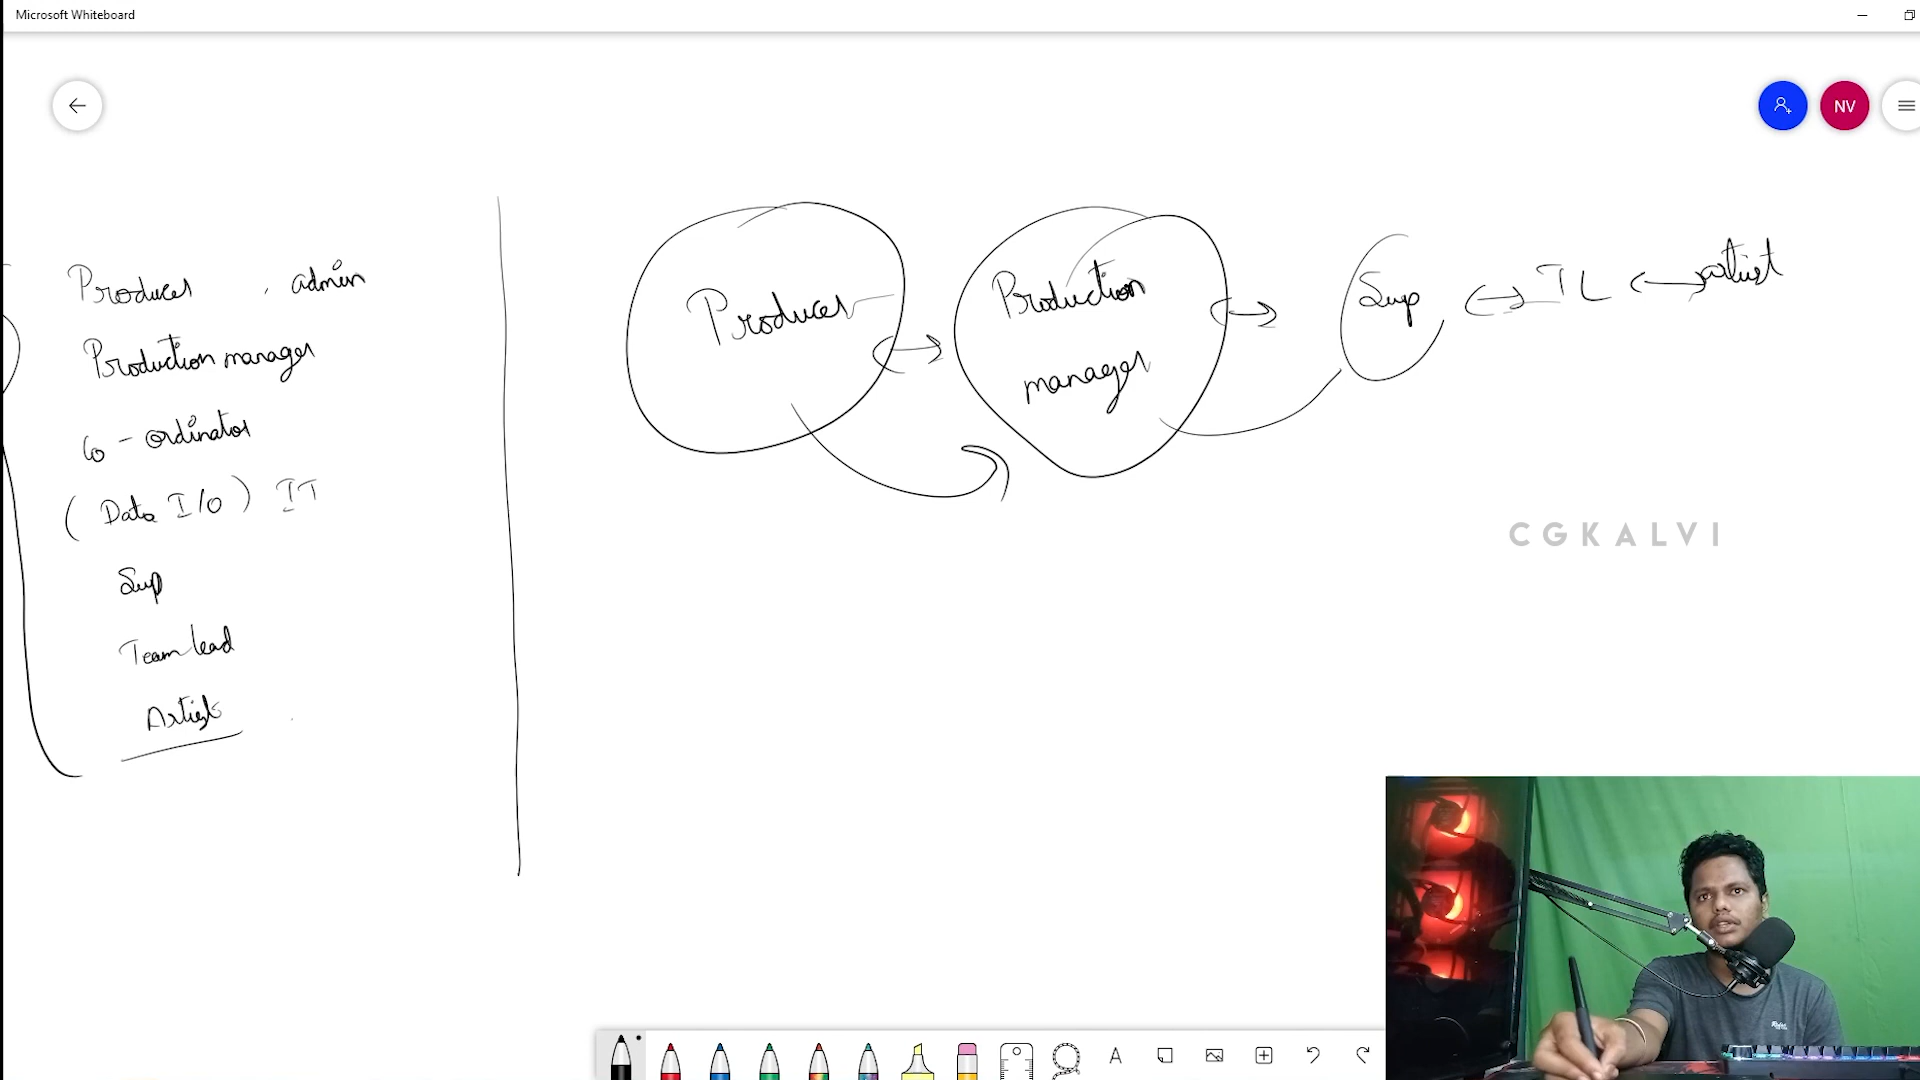 Microsoft Whiteboard
NV
Producer , admin
Production manager
Co-ordinator
(Data I/O) IT
Sup
Team lead
Artists
Producer
Production
manager
Sup
TL
artist
CGKALVI
A